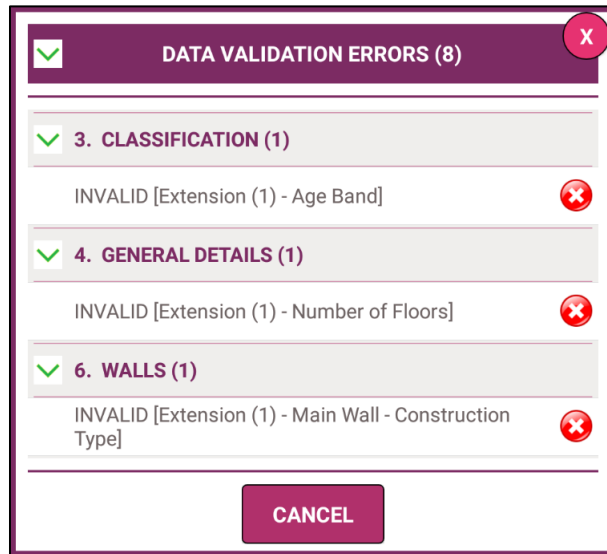 X
DATA VALIDATION ERRORS (8)
3. CLASSIFICATION (1)
INVALID [Extension (1) - Age Band]
4. GENERAL DETAILS (1)
INVALID [Extension (1) - Number of Floors]
6. WALLS (1)
INVALID [Extension (1) - Main Wall - Construction
Type]
CANCEL